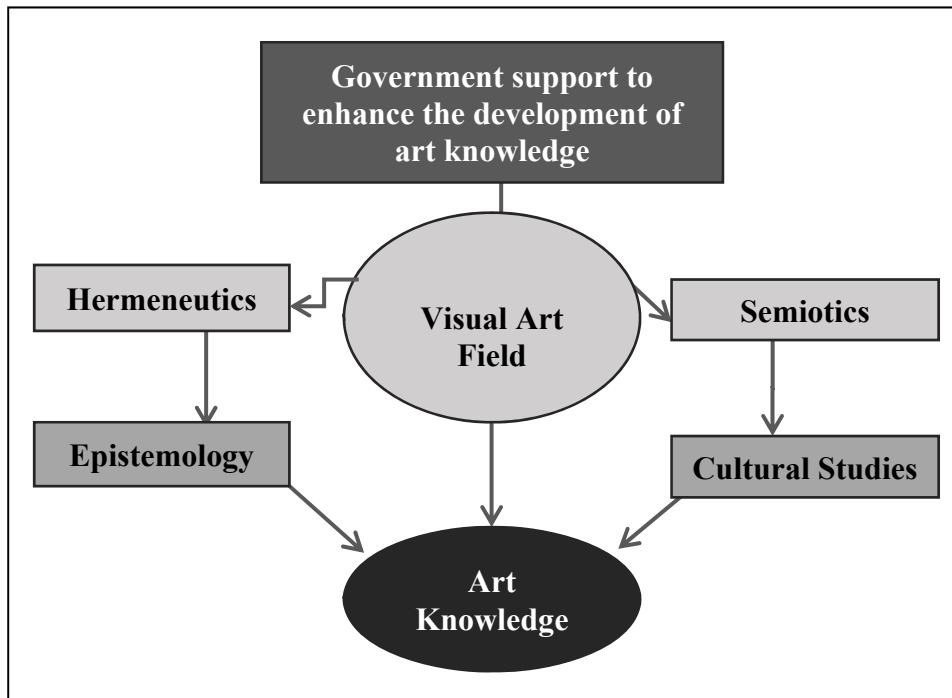 Government support to
enhance the development of
art knowledge
Hermeneutics
Visual Art
Field
Semiotics
Epistemology
Cultural Studies
Art
Knowledge